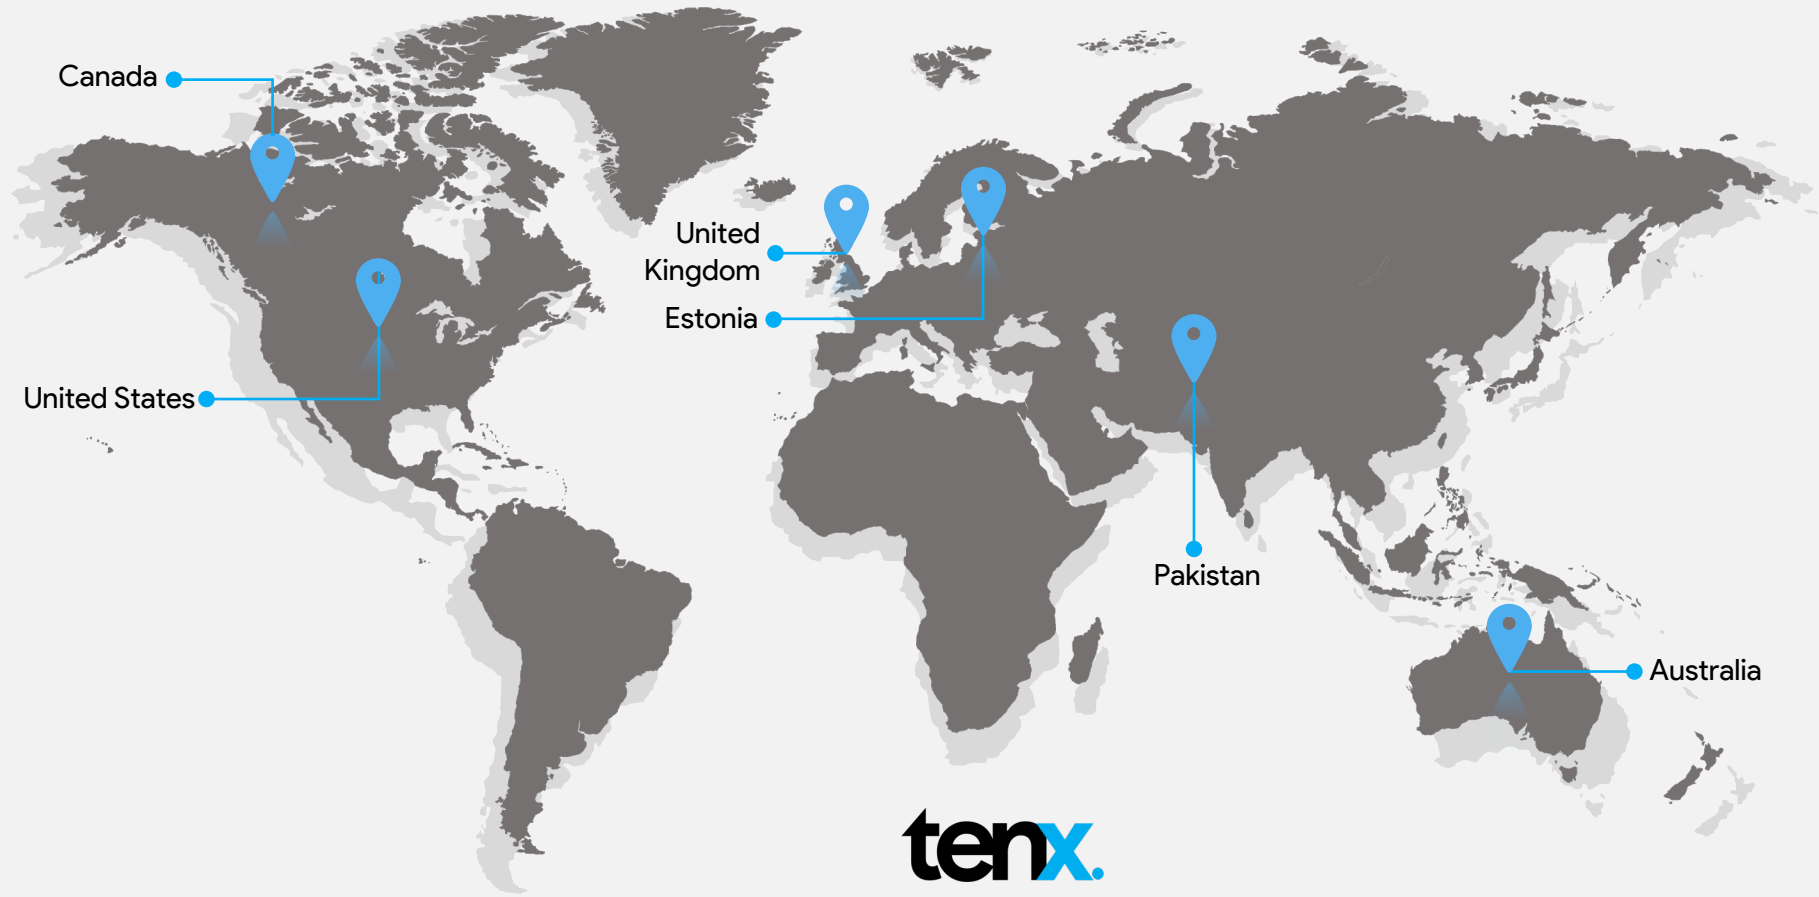 Canada
United
Kingdom
Estonia
United States
Pakistan
Australia
tenx.